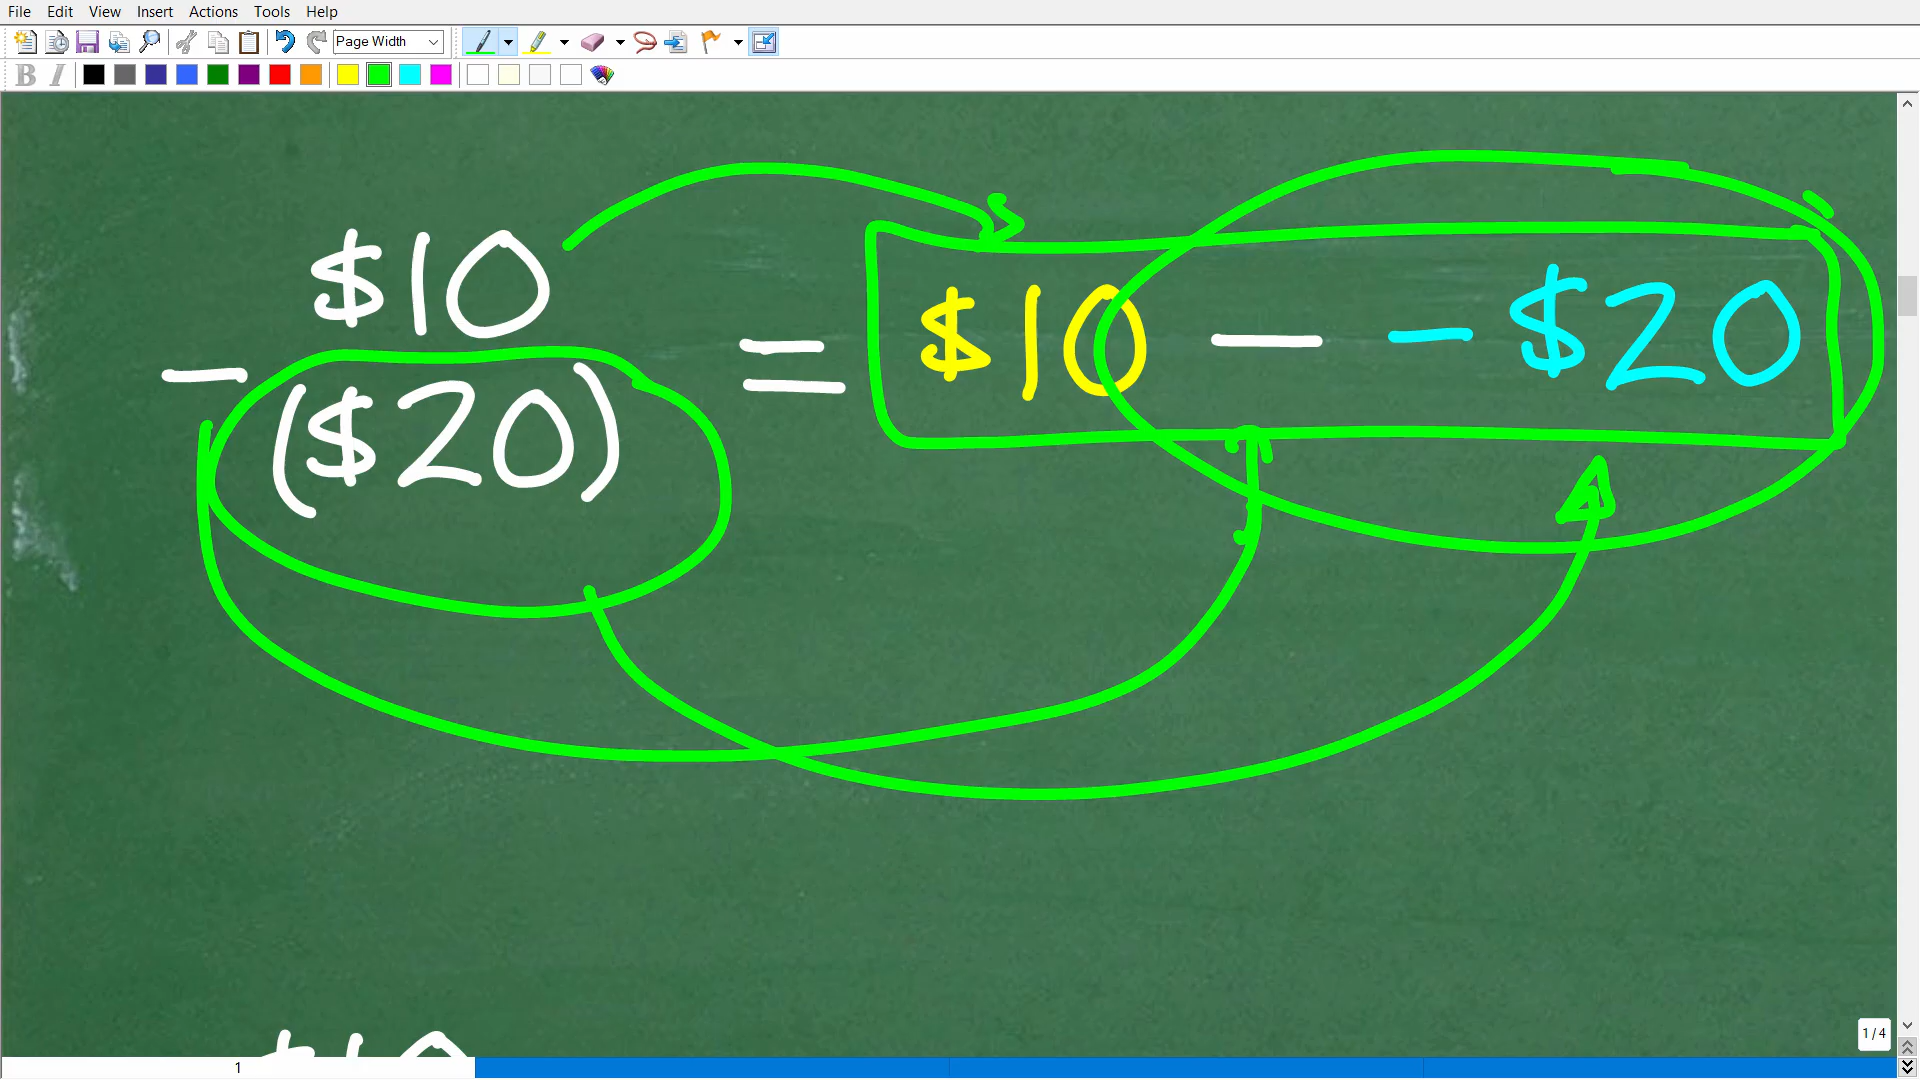 File Edit View Insert Actions Tools Help
Page Width
B I
$10
- ($20)
= $10 - -$20
1 / 4
1